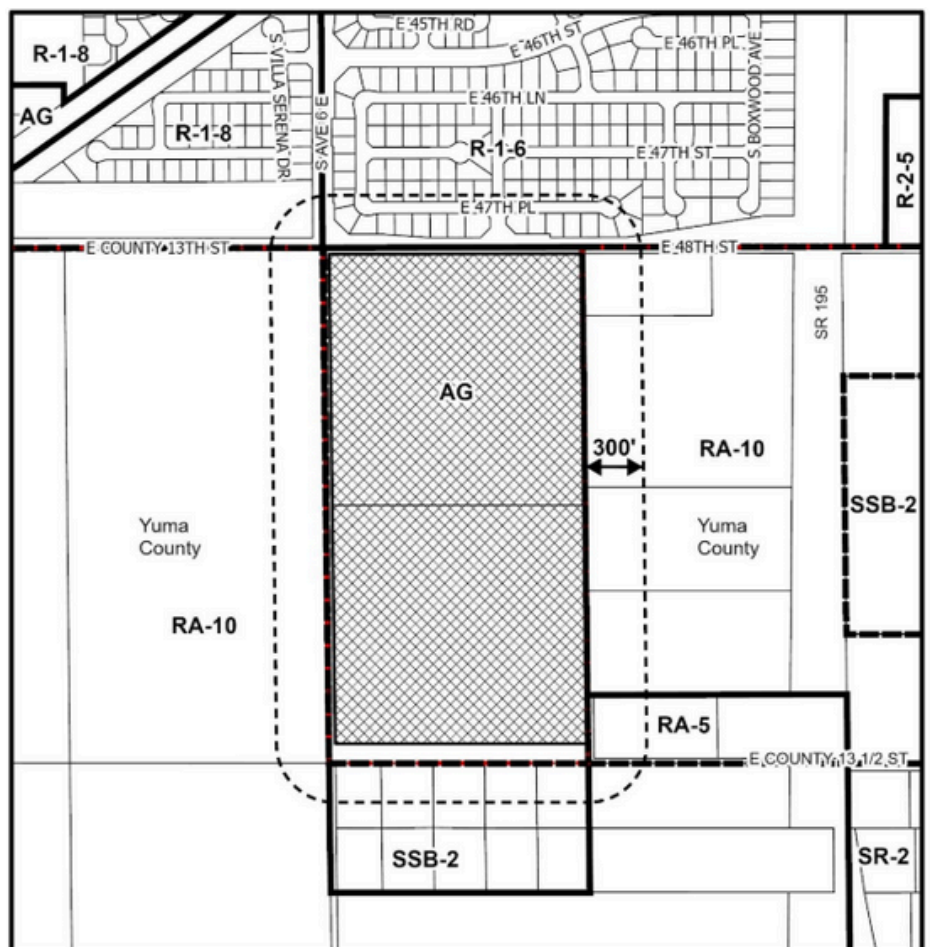 E 45TH RD
E 46TH ST
E 46TH PL
R-1-8
S VILLA SERENA DR
S AVE 6 E
S BOXWOOD AVE
AG
E 46TH LN
R-1-8
R-1-6
E 47TH ST
R-2-5
E 47TH PL
E COUNTY 13TH ST
E 48TH ST
SR 195
AG
300'
RA-10
SSB-2
Yuma
County
Yuma
County
RA-10
RA-5
E COUNTY 13 1/2 ST
SSB-2
SR-2